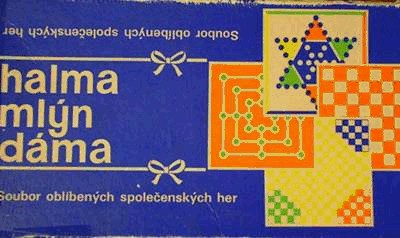 Soubor oblíbených společenských her
halma
mlýn
dáma
Soubor oblíbených společenských her